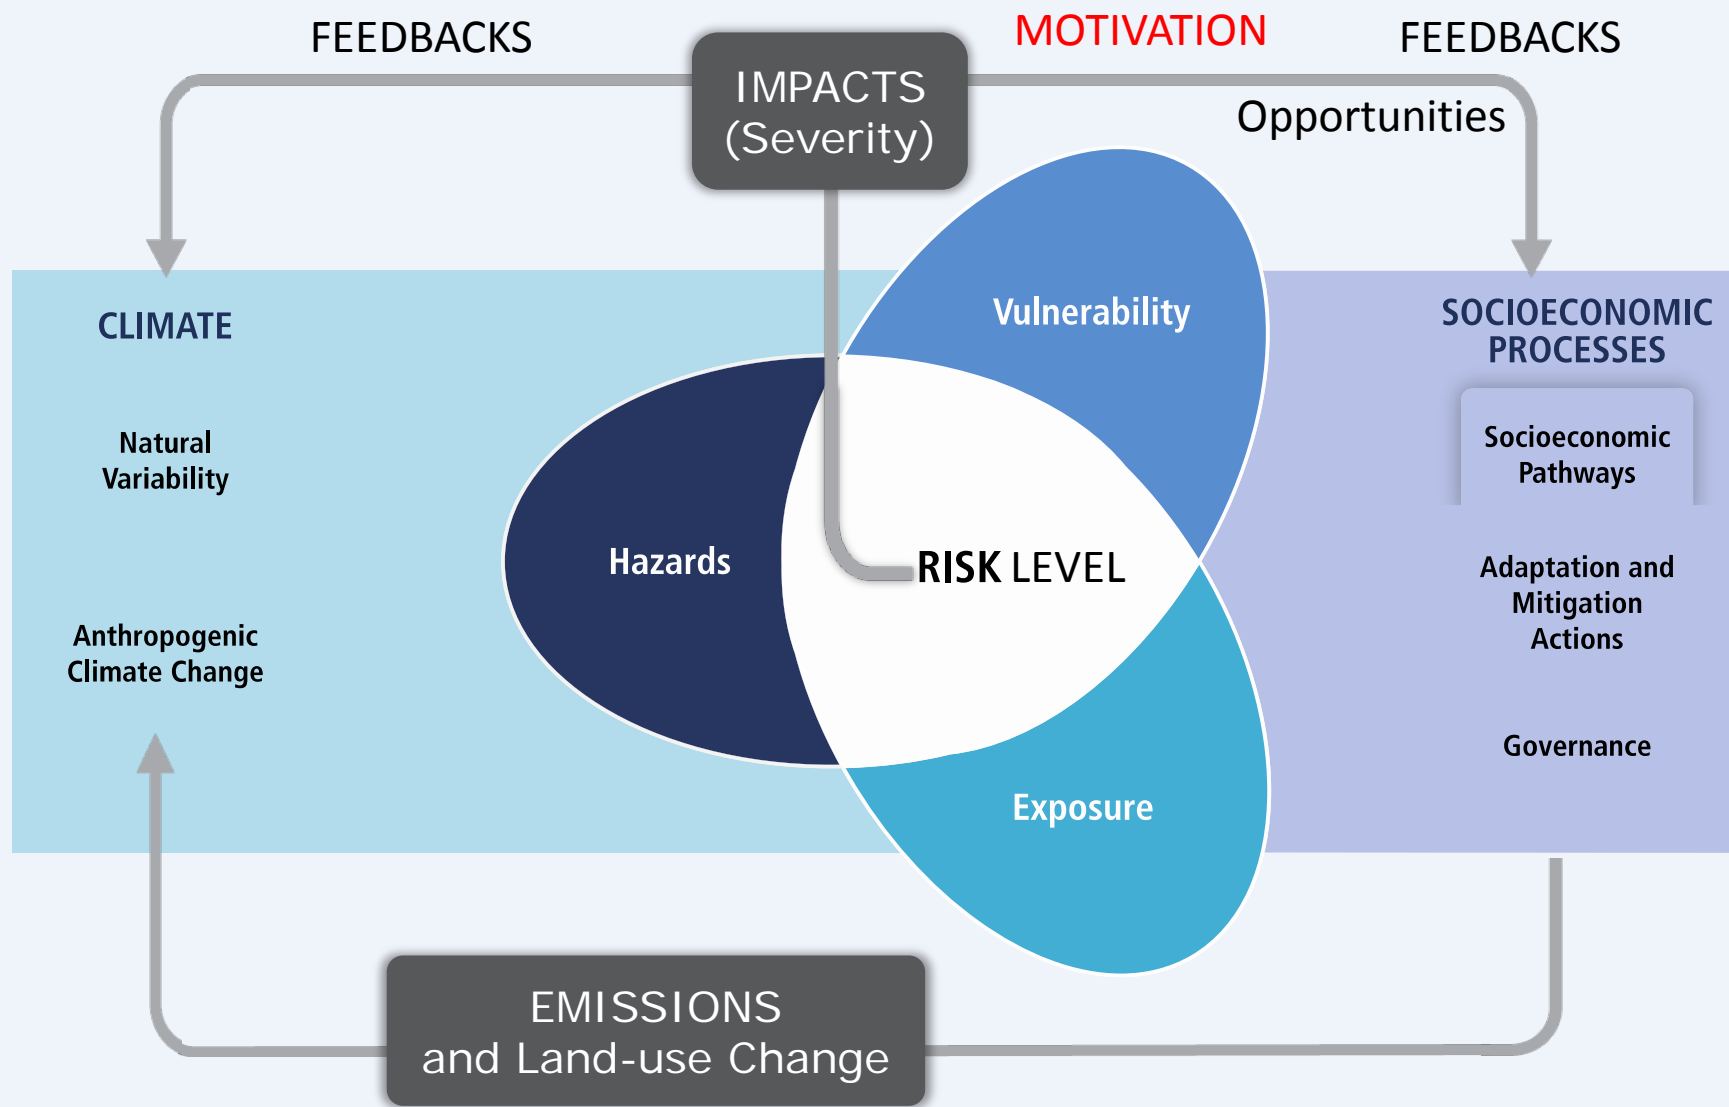 FEEDBACKS
MOTIVATION
FEEDBACKS
IMPACTS
(Severity)
Opportunities
CLIMATE
Natural
Variability
Anthropogenic
Climate Change
Vulnerability
Hazards
RISK LEVEL
Exposure
SOCIOECONOMIC
PROCESSES
Socioeconomic
Pathways
Adaptation and
Mitigation
Actions
Governance
EMISSIONS
and Land-use Change